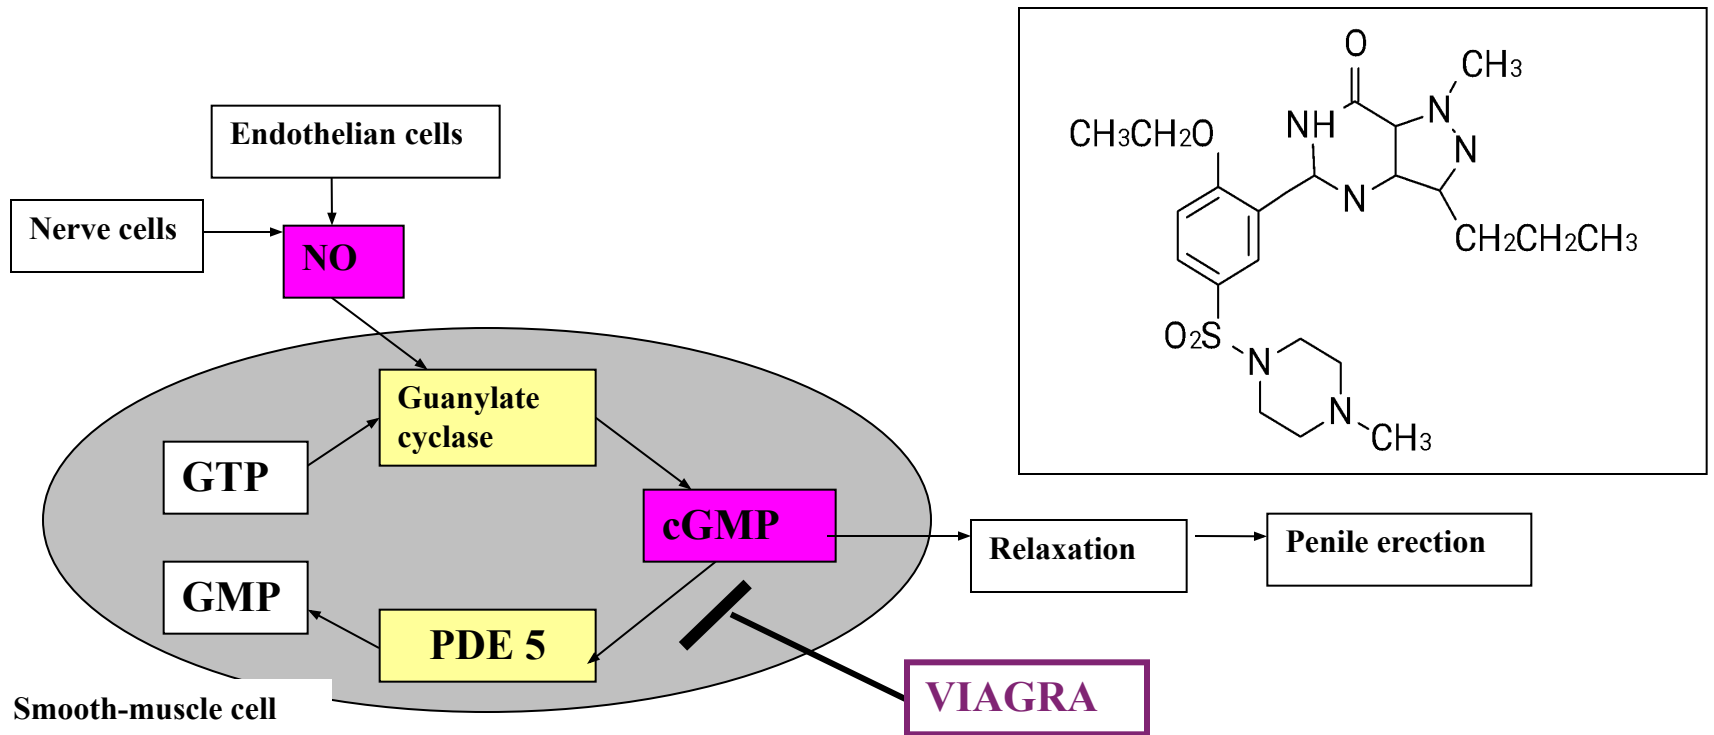 Endothelian cells
Nerve cells
NO
Guanylate
cyclase
GTP
cGMP
GMP
PDE 5
Smooth-muscle cell
VIAGRA
Relaxation
Penile erection
O
CH3
N
NH
N
CH3CH2O
N
CH2CH2CH3
O2S
N
N
CH3